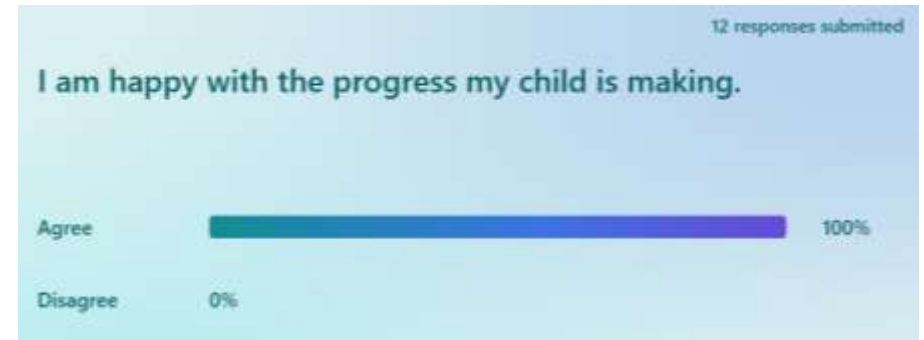 12 responses submitted
I am happy with the progress my child is making.
Agree 100%
Disagree 0%